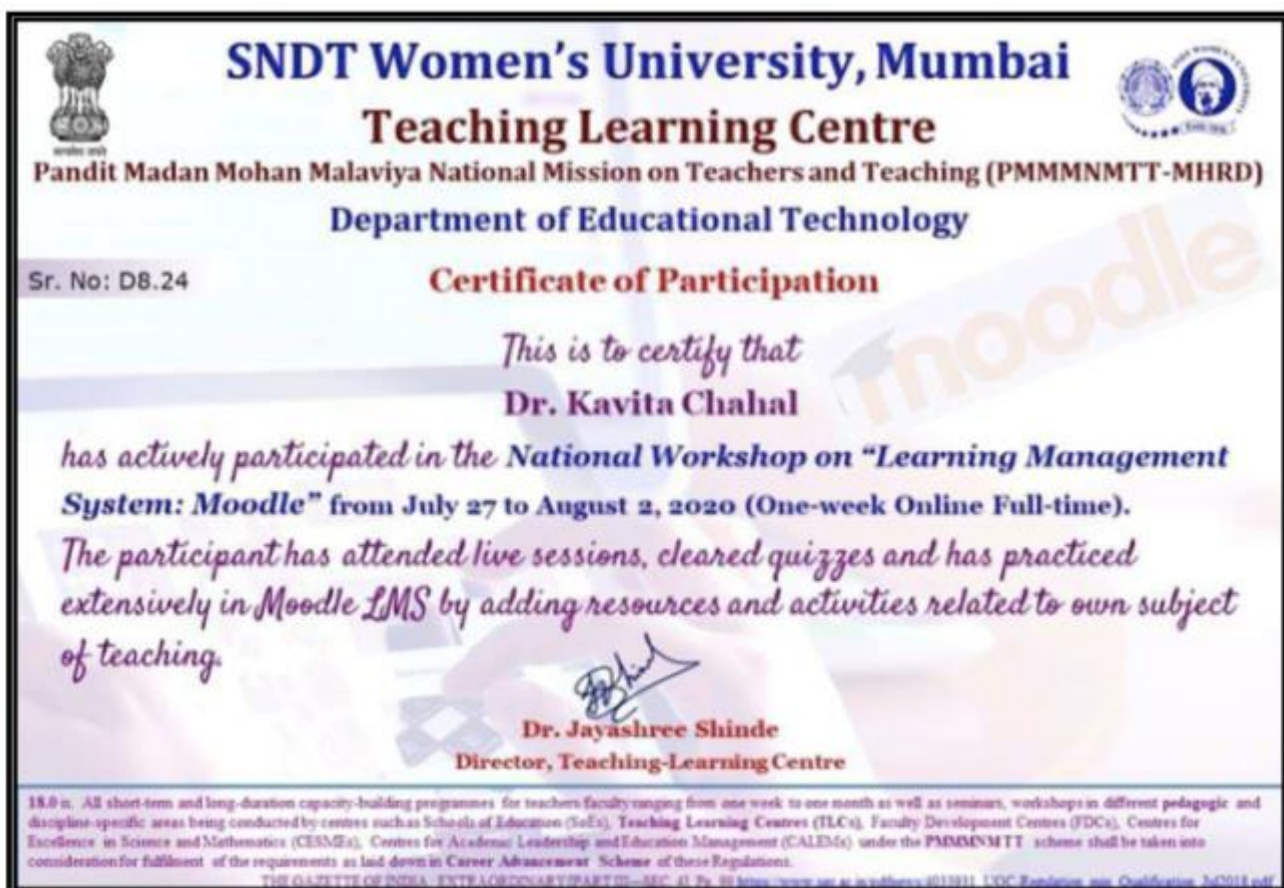 SNDT Women's University, Mumbai
Teaching Learning Centre
Pandit Madan Mohan Malaviya National Mission on Teachers and Teaching (PMMMNMTT-MHRD)
Department of Educational Technology
Sr. No: D8.24
Certificate of Participation
moodle
This is to certify that
Dr. Kavita Chahal
has actively participated in the National Workshop on “Learning Management
System: Moodle” from July 27 to August 2, 2020 (One-week Online Full-time).
The participant has attended live sessions, cleared quizzes and has practiced
extensively in Moodle LMS by adding resources and activities related to own subject
of teaching.
Dr. Jayashree Shinde
Director, Teaching-Learning Centre
18.0 ii. All short-term and long-duration capacity-building programmes for teachers/faculty ranging from one week to one month as well as seminars, workshops in different pedagogic and
discipline-specific areas being conducted by centres such as Schools of Education (SoEs), Teaching Learning Centres (TLCs), Faculty Development Centres (FDCs), Centres for
Excellence in Science and Mathematics (CESMEs), Centres for Academic Leadership and Education Management (CALEMs) under the PMMMNMTT scheme shall be taken into
consideration for fulfilment of the requirements as laid down in Career Advancement Scheme of these Regulations.
THE GAZETTE OF INDIA : EXTRAORDINARY [PART III—SEC. 4]